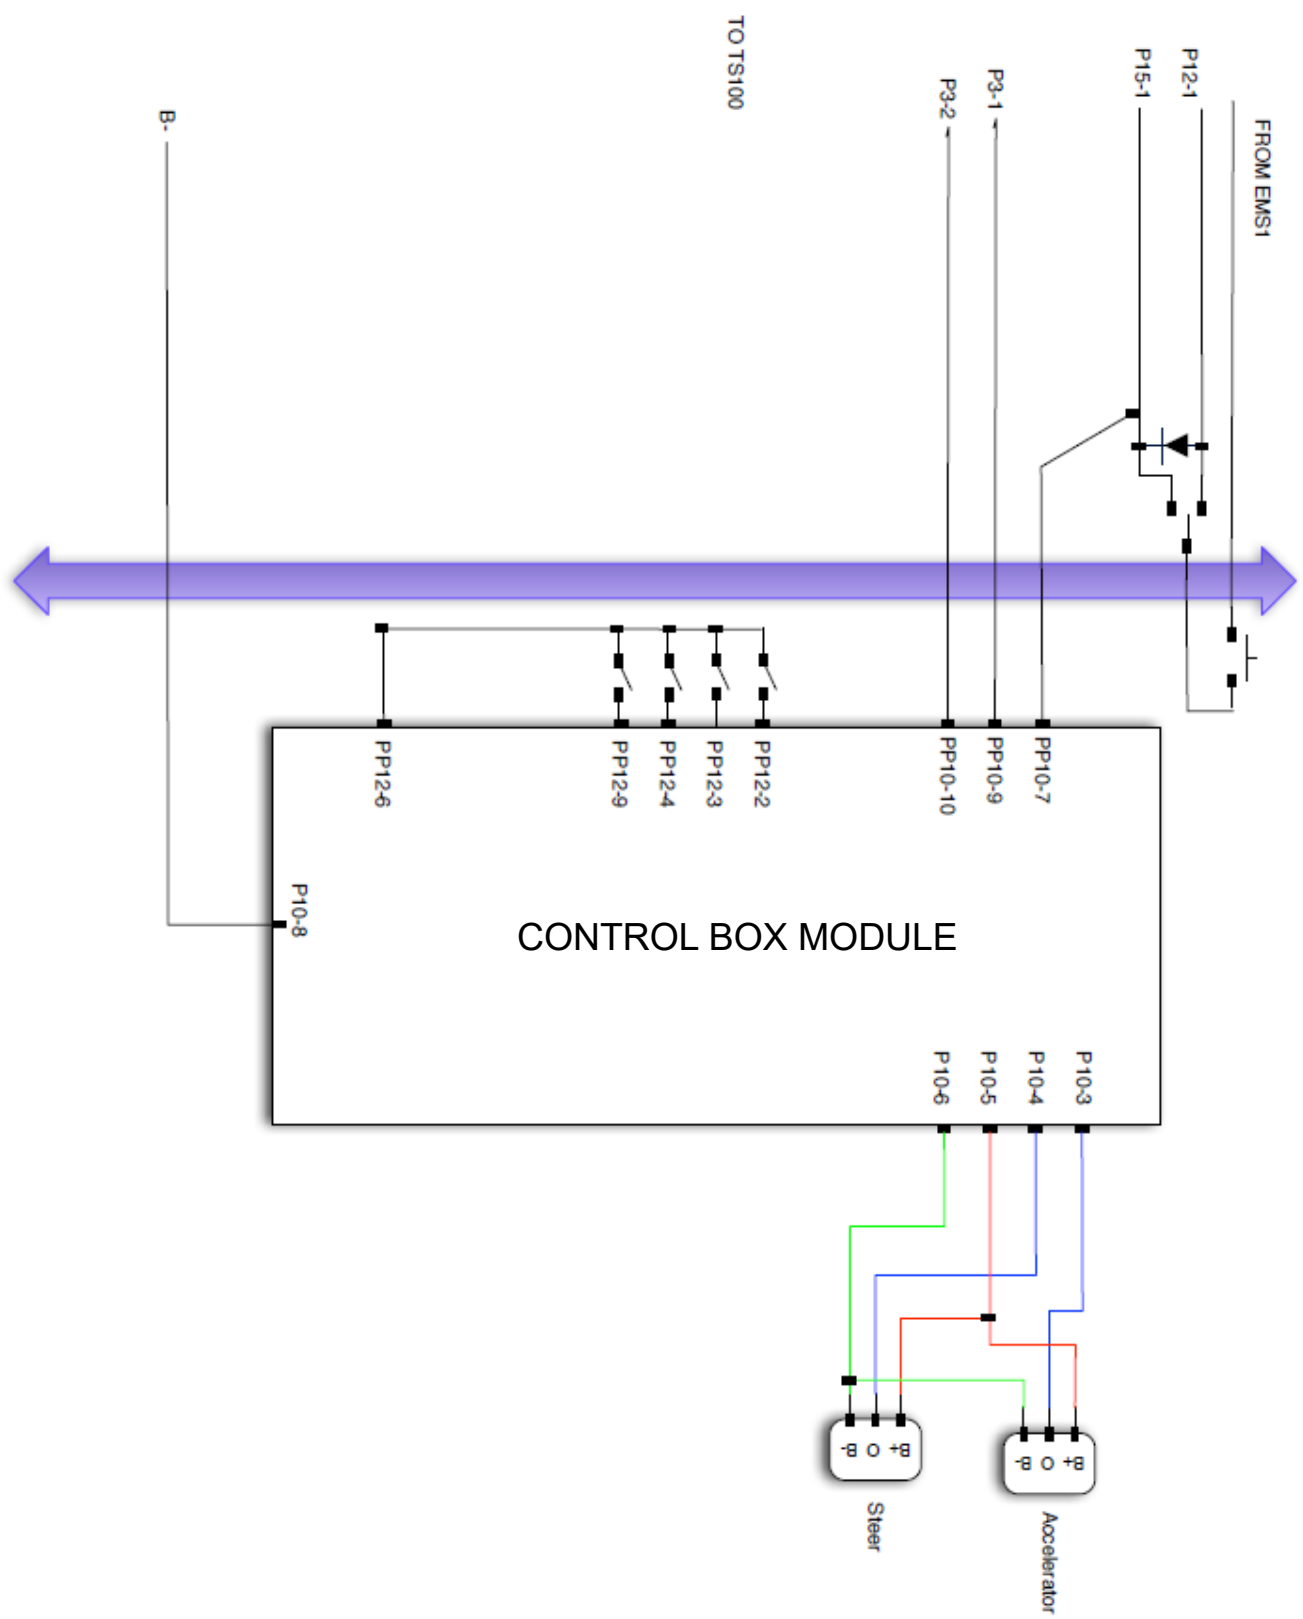 FROM EMS1
P12-1
P15-1
P3-1
P3-2
TO TS100
B-
PP10-7
PP10-9
PP10-10
PP12-2
PP12-3
PP12-4
PP12-9
PP12-6
P10-8
CONTROL BOX MODULE
P10-3
P10-4
P10-5
P10-6
B- O B+
Steer
B- O B+
Accelerator